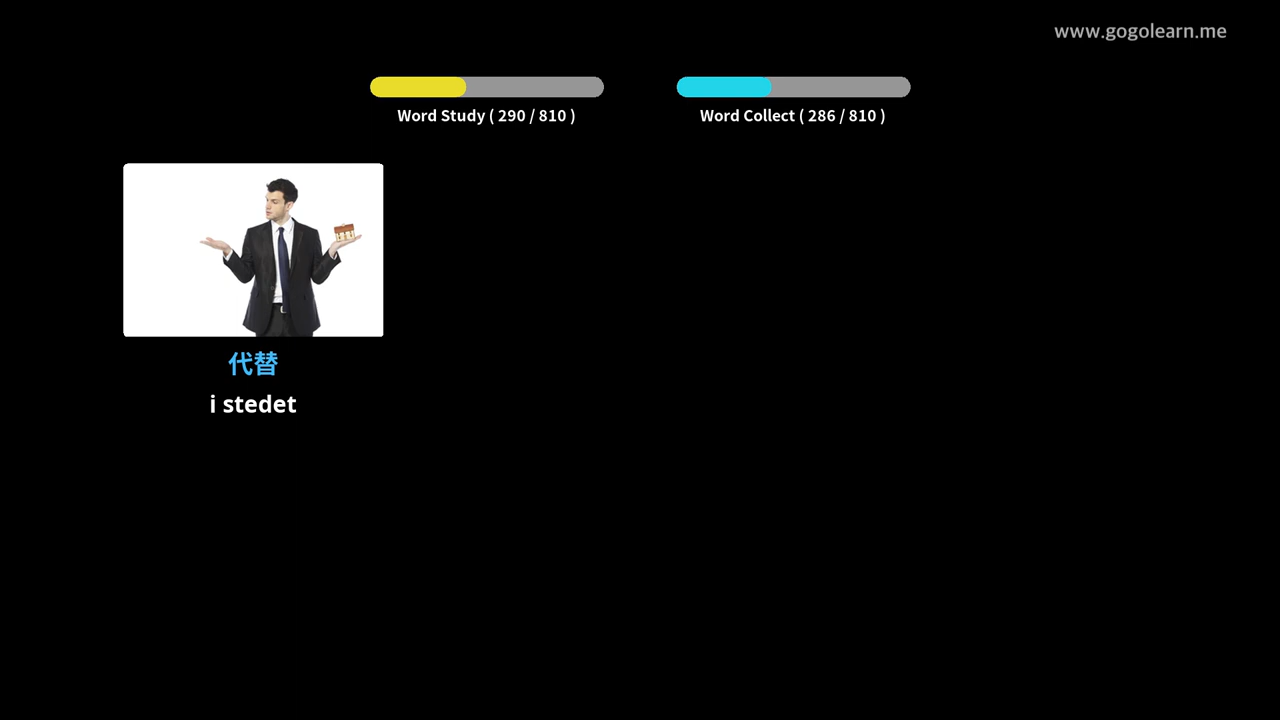 www.gogolearn.me
Word Study ( 290 / 810 )
Word Collect ( 286 / 810 )
代替
i stedet